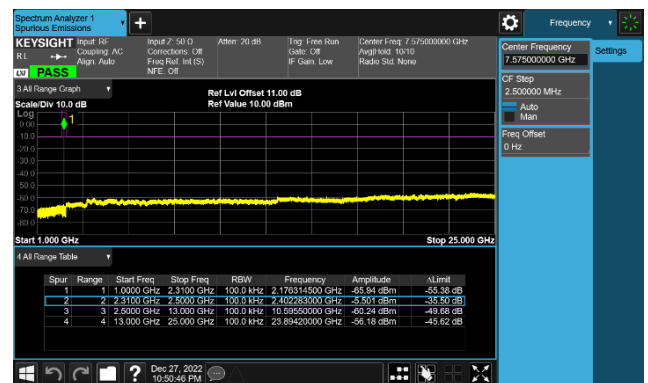 Spectrum Analyzer 1
Spurious Emissions
Frequency
KEYSIGHT Input: RF Input Z: 50 Ω Atten: 20 dB Trig: Free Run Center Freq: 7.575000000 GHz
RL Coupling: AC Corrections: Off Gate: Off Avg|Hold: 10/10
Align: Auto Freq Ref: Int (S) IF Gain: Low Radio Std: None
LXI PASS NFE: Off
Center Frequency
7.575000000 GHz
Settings
CF Step
2.500000 MHz
Auto
Man
Freq Offset
0 Hz
3 All Range Graph
Ref Lvl Offset 11.00 dB
Scale/Div 10.0 dB Ref Value 10.00 dBm
Log
1
0.00
-10.0
-20.0
-30.0
-40.0
-50.0
-60.0
-70.0
-80.0
Start 1.000 GHz Stop 25.000 GHz
4 All Range Table
Spur Range Start Freq Stop Freq RBW Frequency Amplitude ΔLimit
1 1 1.0000 GHz 2.3100 GHz 100.0 kHz 2.176314500 GHz -65.94 dBm -55.38 dB
2 2 2.3100 GHz 2.5000 GHz 100.0 kHz 2.402283000 GHz -5.501 dBm -35.50 dB
3 3 2.5000 GHz 13.000 GHz 100.0 kHz 10.59550000 GHz -60.24 dBm -49.68 dB
4 4 13.000 GHz 25.000 GHz 100.0 kHz 23.89420000 GHz -56.18 dBm -45.62 dB
Dec 27, 2022
10:50:46 PM